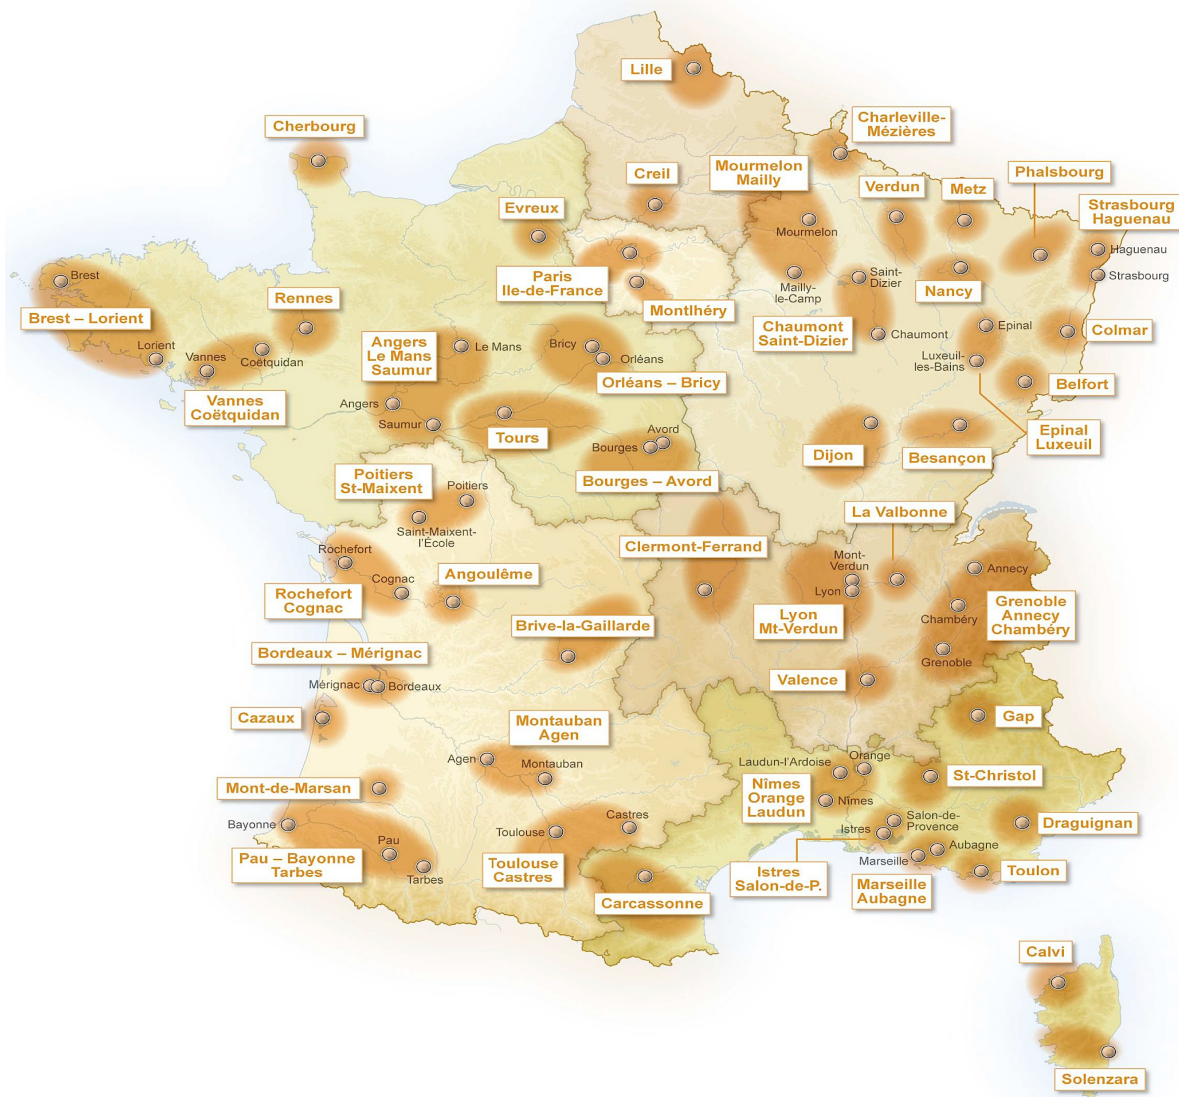 Lille
Cherbourg
Charleville-
Mézières
Creil
Mourmelon
Mailly
Verdun
Metz
Phalsbourg
Strasbourg
Haguenau
Evreux
Mourmelon
Haguenau
Strasbourg
Brest
Paris
Ile-de-France
Mailly-
le-Camp
Saint-
Dizier
Nancy
Rennes
Montlhéry
Brest – Lorient
Chaumont
Saint-Dizier
Chaumont
Epinal
Colmar
Lorient
Vannes
Coëtquidan
Angers
Le Mans
Saumur
Le Mans
Bricy
Orléans
Luxeuil-
les-Bains
Orléans – Bricy
Belfort
Vannes
Coëtquidan
Angers
Saumur
Tours
Avord
Bourges
Dijon
Besançon
Epinal
Luxeuil
Bourges – Avord
Poitiers
St-Maixent
Poitiers
Saint-Maixent-
l'École
La Valbonne
Clermont-Ferrand
Rochefort
Cognac
Angoulême
Mont-
Verdun
Lyon
Annecy
Rochefort
Cognac
Chambéry
Grenoble
Annecy
Chambéry
Lyon
Mt-Verdun
Brive-la-Gaillarde
Bordeaux – Mérignac
Grenoble
Mérignac
Bordeaux
Valence
Cazaux
Montauban
Agen
Gap
Agen
Montauban
Laudun-l'Ardoise
Orange
Mont-de-Marsan
Nîmes
Orange
Laudun
Nîmes
St-Christol
Bayonne
Toulouse
Castres
Istres
Salon-de-
Provence
Draguignan
Pau
Tarbes
Pau – Bayonne
Tarbes
Toulouse
Castres
Aubagne
Marseille
Istres
Salon-de-P.
Marseille
Aubagne
Toulon
Carcassonne
Calvi
Solenzara